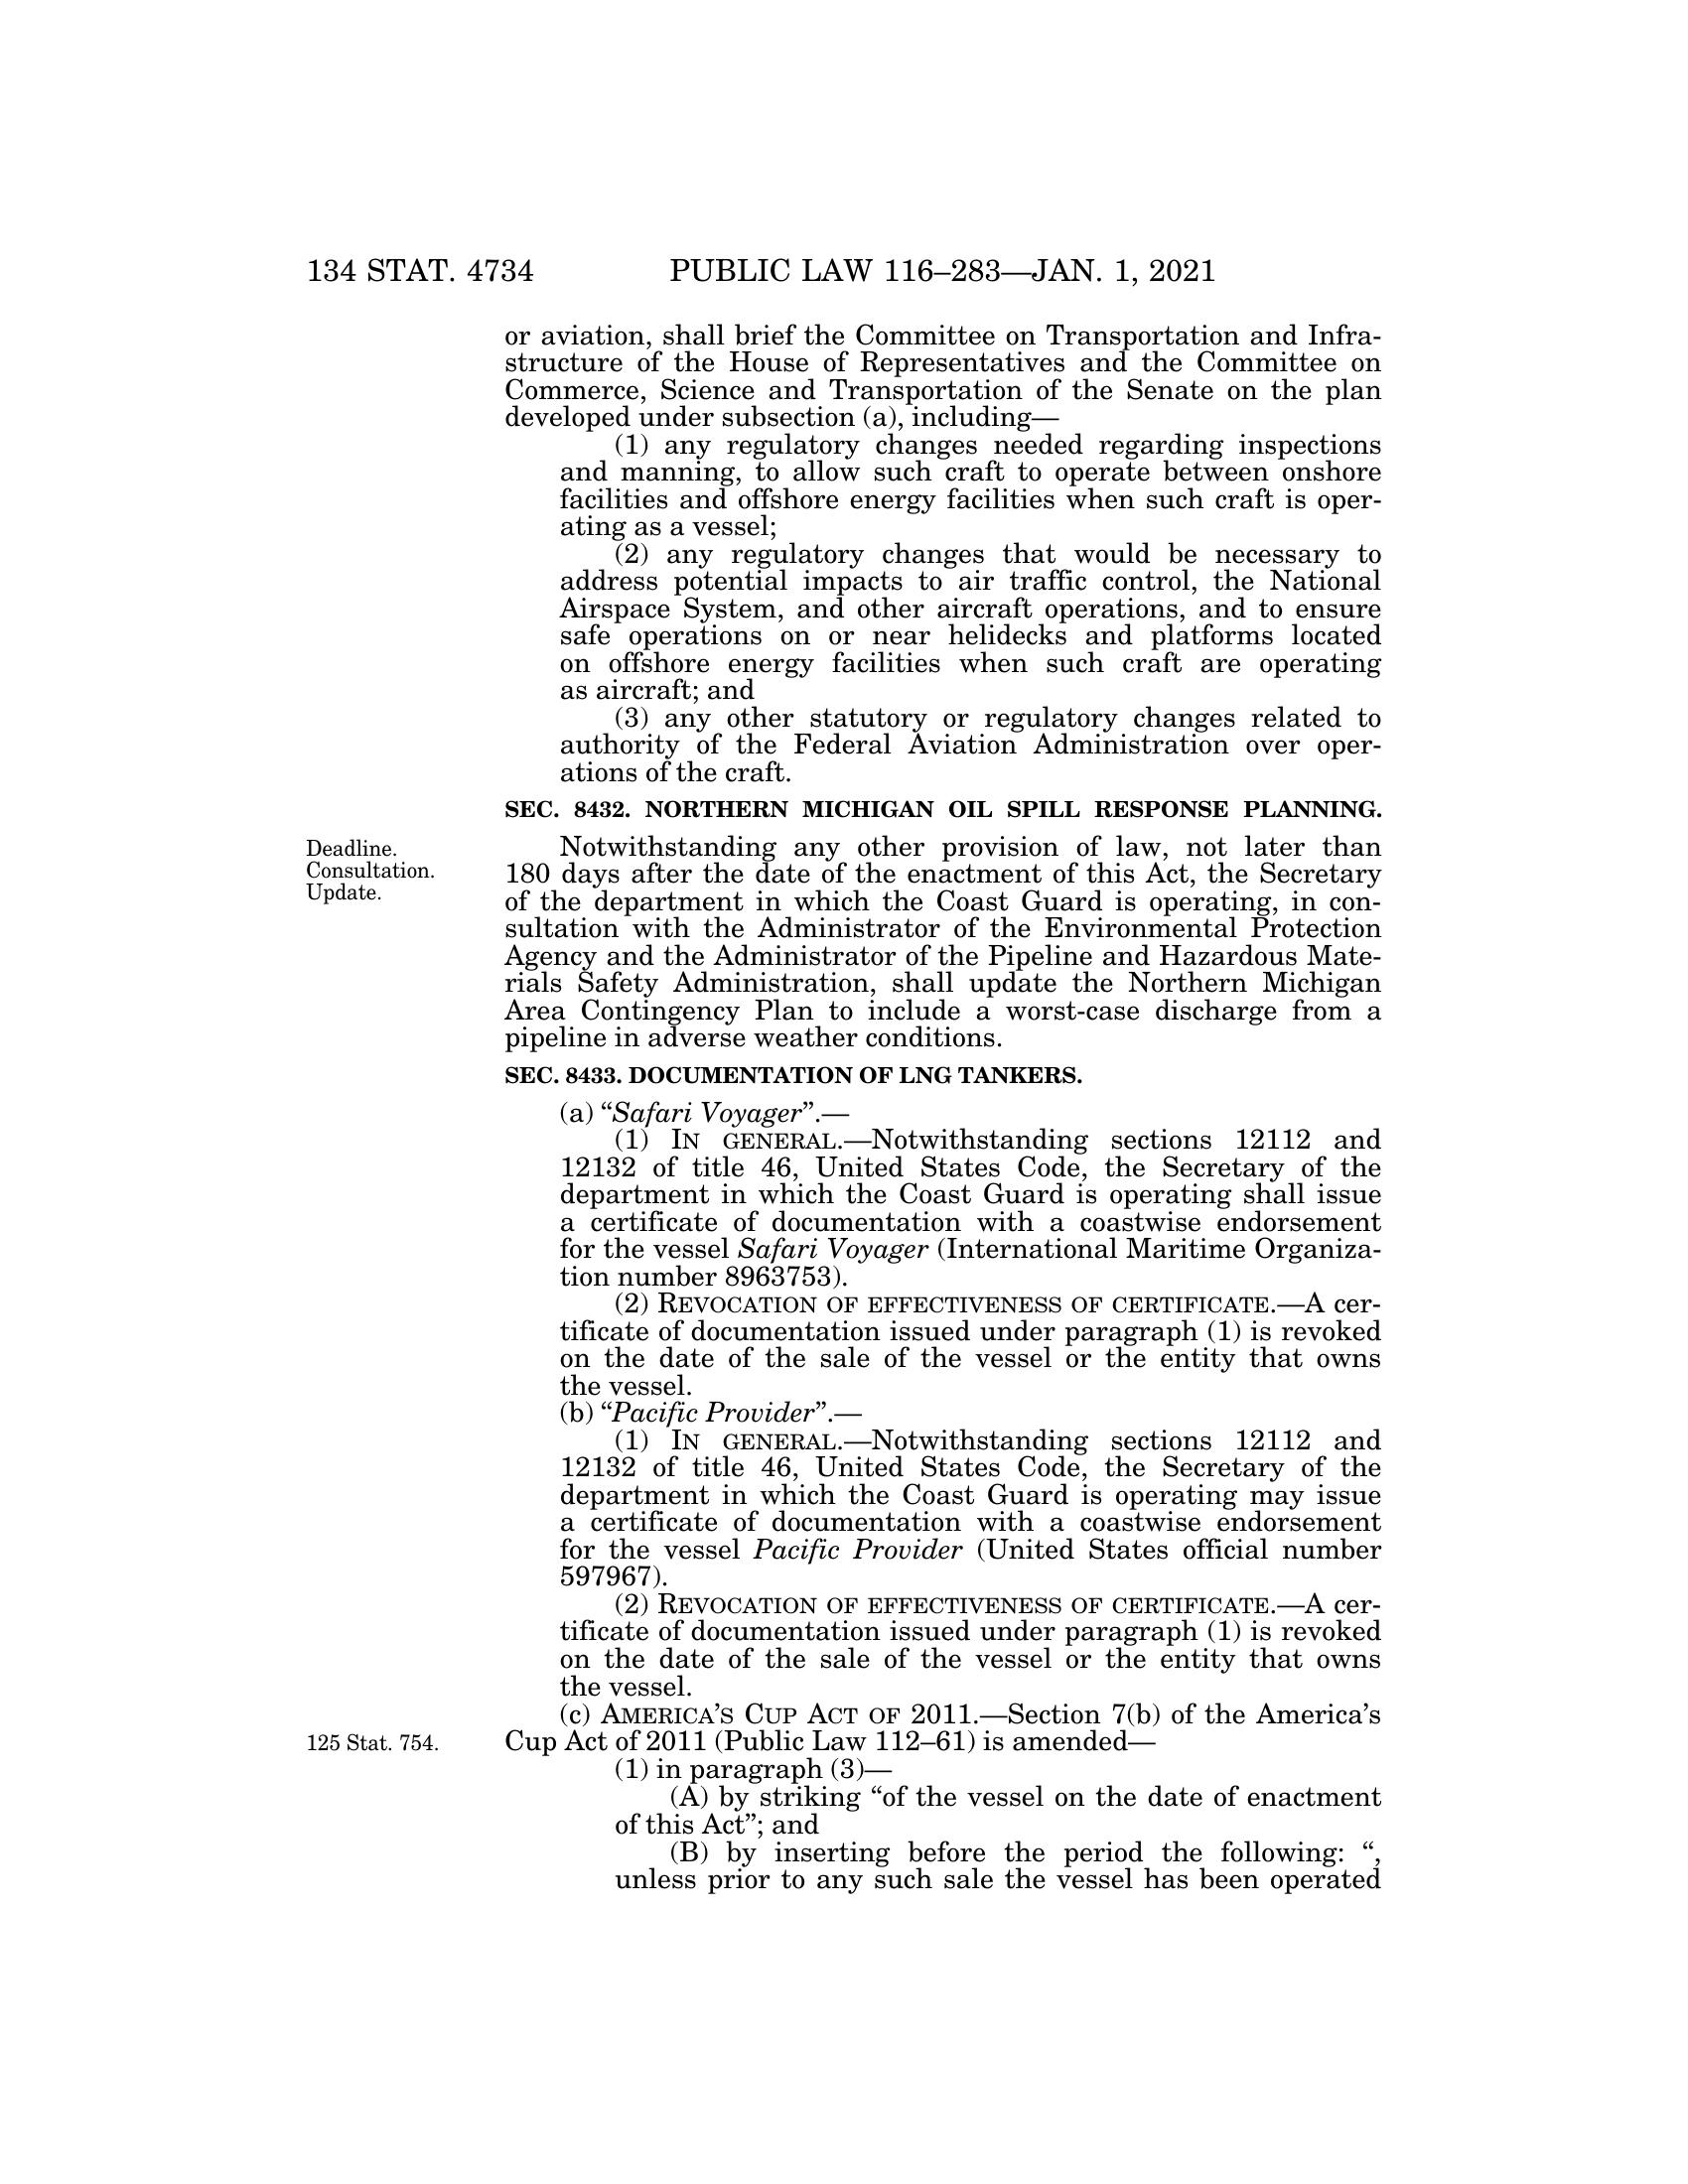 134 STAT. 4734 PUBLIC LAW 116–283—JAN. 1, 2021
or aviation, shall brief the Committee on Transportation and Infra-
structure of the House of Representatives and the Committee on
Commerce, Science and Transportation of the Senate on the plan
developed under subsection (a), including—
(1) any regulatory changes needed regarding inspections
and manning, to allow such craft to operate between onshore
facilities and offshore energy facilities when such craft is oper-
ating as a vessel;
(2) any regulatory changes that would be necessary to
address potential impacts to air traffic control, the National
Airspace System, and other aircraft operations, and to ensure
safe operations on or near helidecks and platforms located
on offshore energy facilities when such craft are operating
as aircraft; and
(3) any other statutory or regulatory changes related to
authority of the Federal Aviation Administration over oper-
ations of the craft.
SEC. 8432. NORTHERN MICHIGAN OIL SPILL RESPONSE PLANNING.
Deadline.
Consultation.
Update.
Notwithstanding any other provision of law, not later than
180 days after the date of the enactment of this Act, the Secretary
of the department in which the Coast Guard is operating, in con-
sultation with the Administrator of the Environmental Protection
Agency and the Administrator of the Pipeline and Hazardous Mate-
rials Safety Administration, shall update the Northern Michigan
Area Contingency Plan to include a worst-case discharge from a
pipeline in adverse weather conditions.
SEC. 8433. DOCUMENTATION OF LNG TANKERS.
(a) “Safari Voyager”.—
(1) IN GENERAL.—Notwithstanding sections 12112 and
12132 of title 46, United States Code, the Secretary of the
department in which the Coast Guard is operating shall issue
a certificate of documentation with a coastwise endorsement
for the vessel Safari Voyager (International Maritime Organiza-
tion number 8963753).
(2) REVOCATION OF EFFECTIVENESS OF CERTIFICATE.—A cer-
tificate of documentation issued under paragraph (1) is revoked
on the date of the sale of the vessel or the entity that owns
the vessel.
(b) “Pacific Provider”.—
(1) IN GENERAL.—Notwithstanding sections 12112 and
12132 of title 46, United States Code, the Secretary of the
department in which the Coast Guard is operating may issue
a certificate of documentation with a coastwise endorsement
for the vessel Pacific Provider (United States official number
597967).
(2) REVOCATION OF EFFECTIVENESS OF CERTIFICATE.—A cer-
tificate of documentation issued under paragraph (1) is revoked
on the date of the sale of the vessel or the entity that owns
the vessel.
(c) AMERICA’S CUP ACT OF 2011.—Section 7(b) of the America’s
125 Stat. 754.
Cup Act of 2011 (Public Law 112–61) is amended—
(1) in paragraph (3)—
(A) by striking “of the vessel on the date of enactment
of this Act”; and
(B) by inserting before the period the following: “,
unless prior to any such sale the vessel has been operated